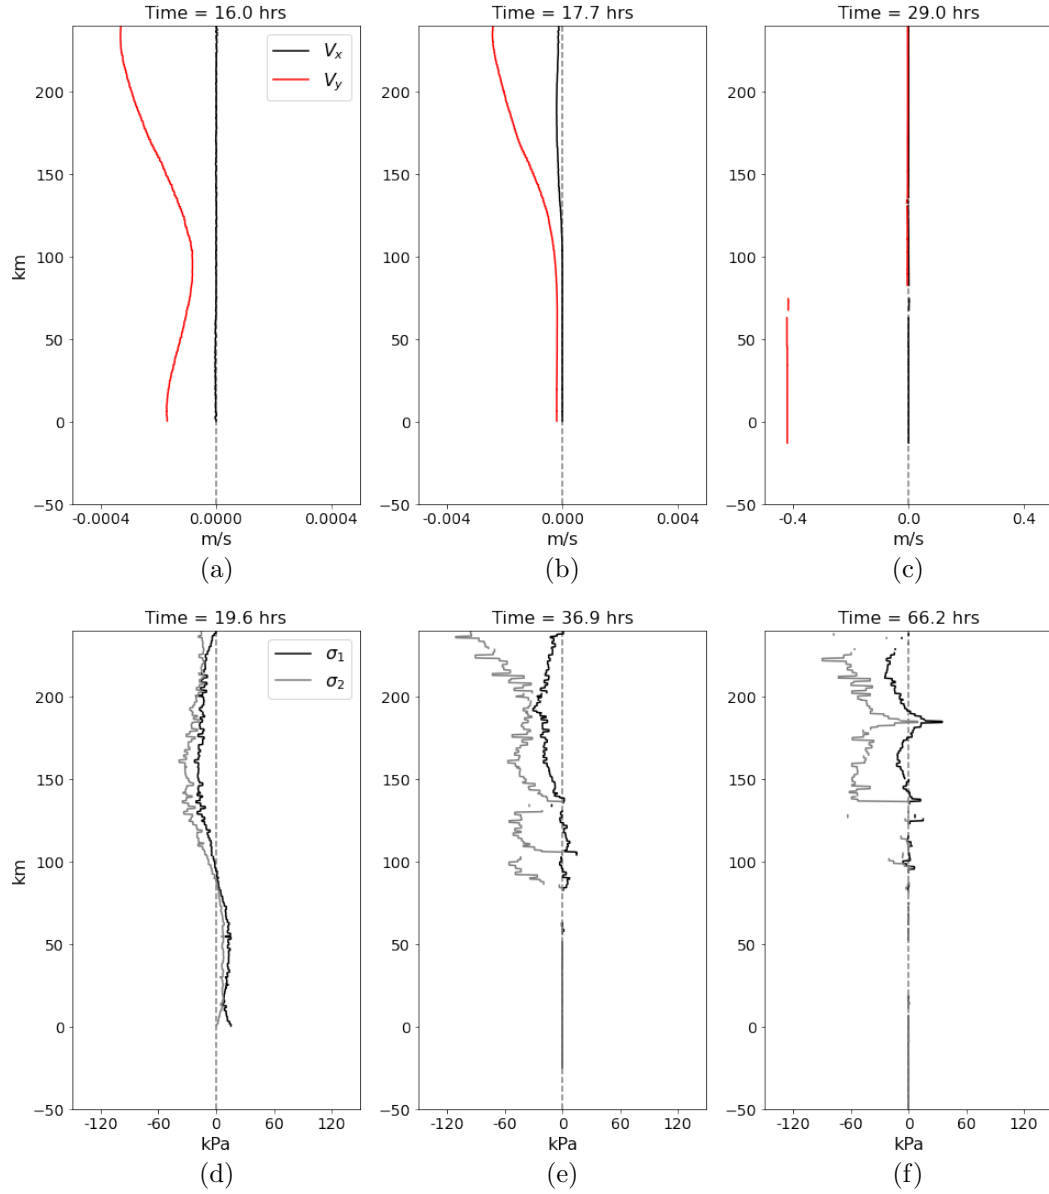 Time = 16.0 hrs Time = 17.7 hrs Time = 29.0 hrs
V_x
V_y
200 200 200
150 150 150
100 100 100
km
50 50 50
0 0 0
−50 −50 −50
-0.0004 0.0000 0.0004 -0.004 0.000 0.004 -0.4 0.0 0.4
m/s m/s m/s
(a) (b) (c)
Time = 19.6 hrs Time = 36.9 hrs Time = 66.2 hrs
σ_1
σ_2
200 200 200
150 150 150
100 100 100
km
50 50 50
0 0 0
−50 −50 −50
-120 -60 0 60 120 -120 -60 0 60 120 -120 -60 0 60 120
kPa kPa kPa
(d) (e) (f)